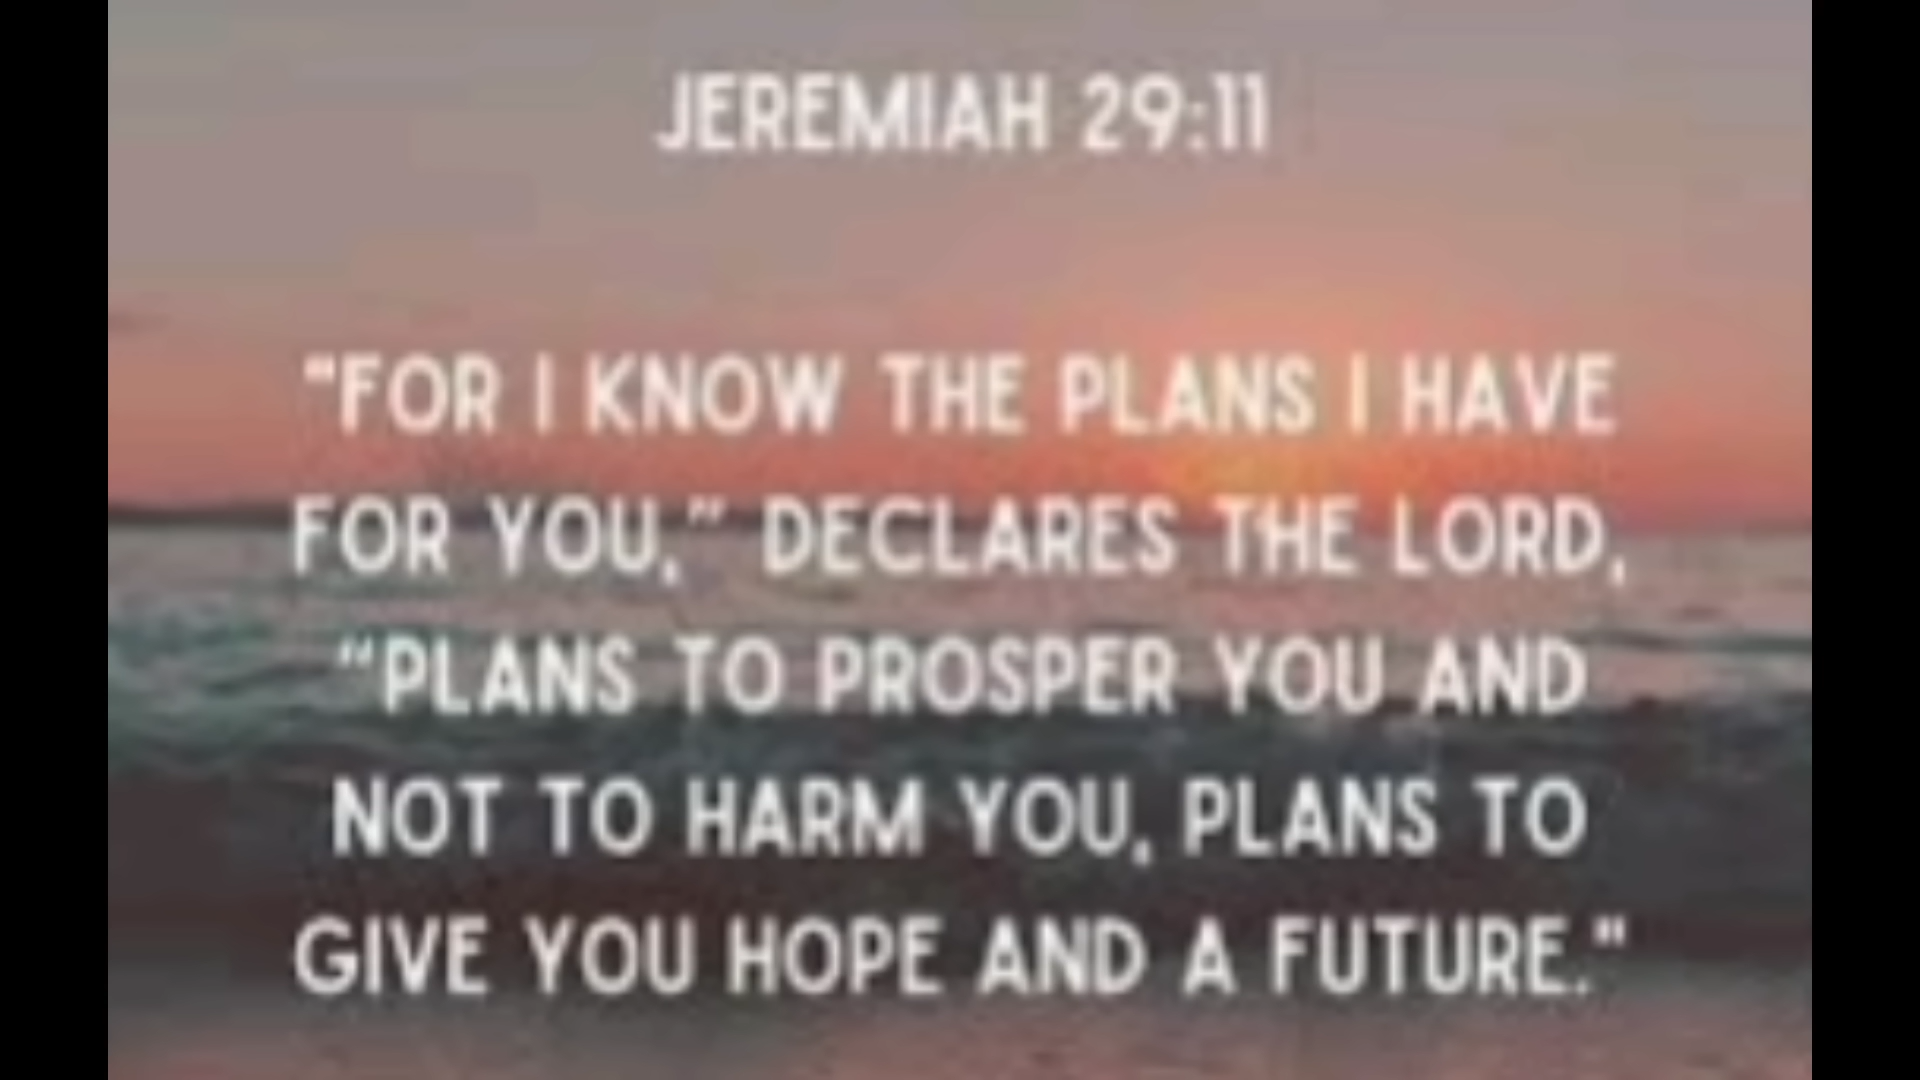 JEREMIAH 29:11
"FOR I KNOW THE PLANS I HAVE
FOR YOU," DECLARES THE LORD,
"PLANS TO PROSPER YOU AND
NOT TO HARM YOU, PLANS TO
GIVE YOU HOPE AND A FUTURE."